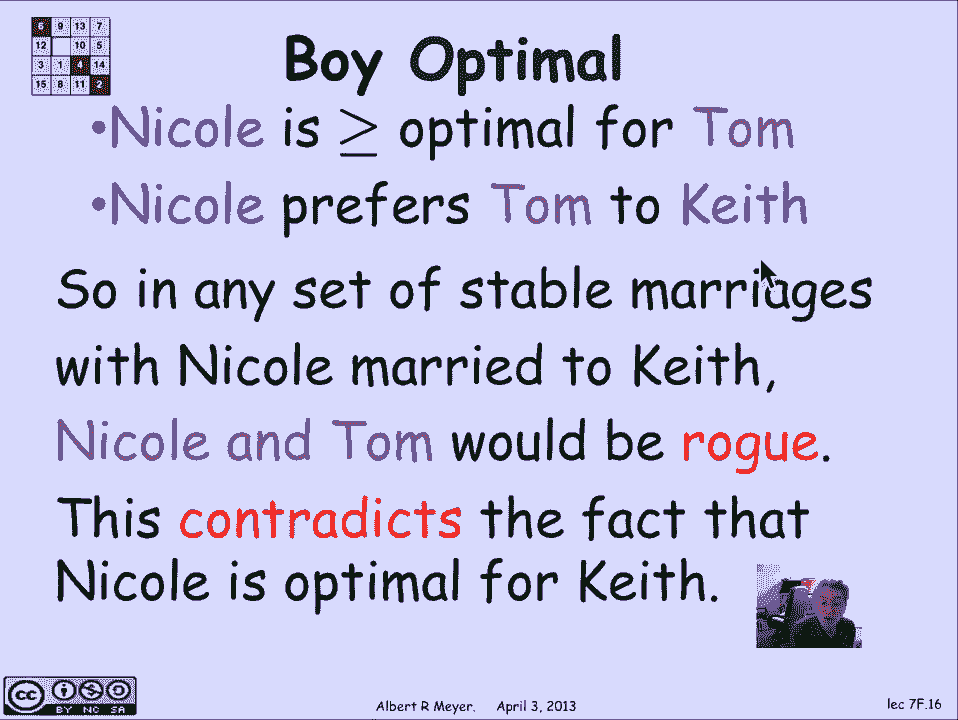 6 9 13 7
12 10 5
3 1 4 14
15 8 11 2
Boy Optimal
•Nicole is ≥ optimal for Tom
•Nicole prefers Tom to Keith
So in any set of stable marriages
with Nicole married to Keith,
Nicole and Tom would be rogue.
This contradicts the fact that
Nicole is optimal for Keith.
cc BY NC SA
Albert R Meyer. April 3, 2013
lec 7F.16